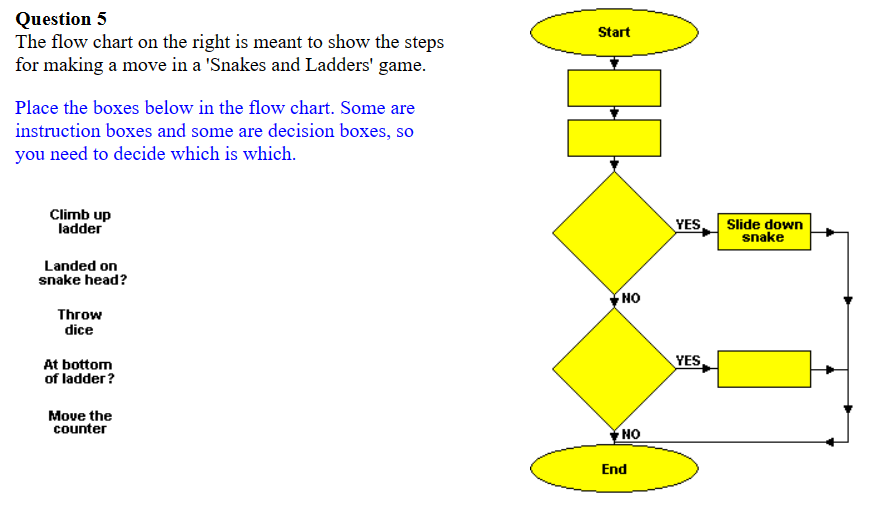 Question 5
The flow chart on the right is meant to show the steps
for making a move in a 'Snakes and Ladders' game.
Place the boxes below in the flow chart. Some are
instruction boxes and some are decision boxes, so
you need to decide which is which.
Climb up
ladder
Landed on
snake head?
Throw
dice
At bottom
of ladder?
Move the
counter
Start
YES
Slide down
snake
NO
YES
NO
End